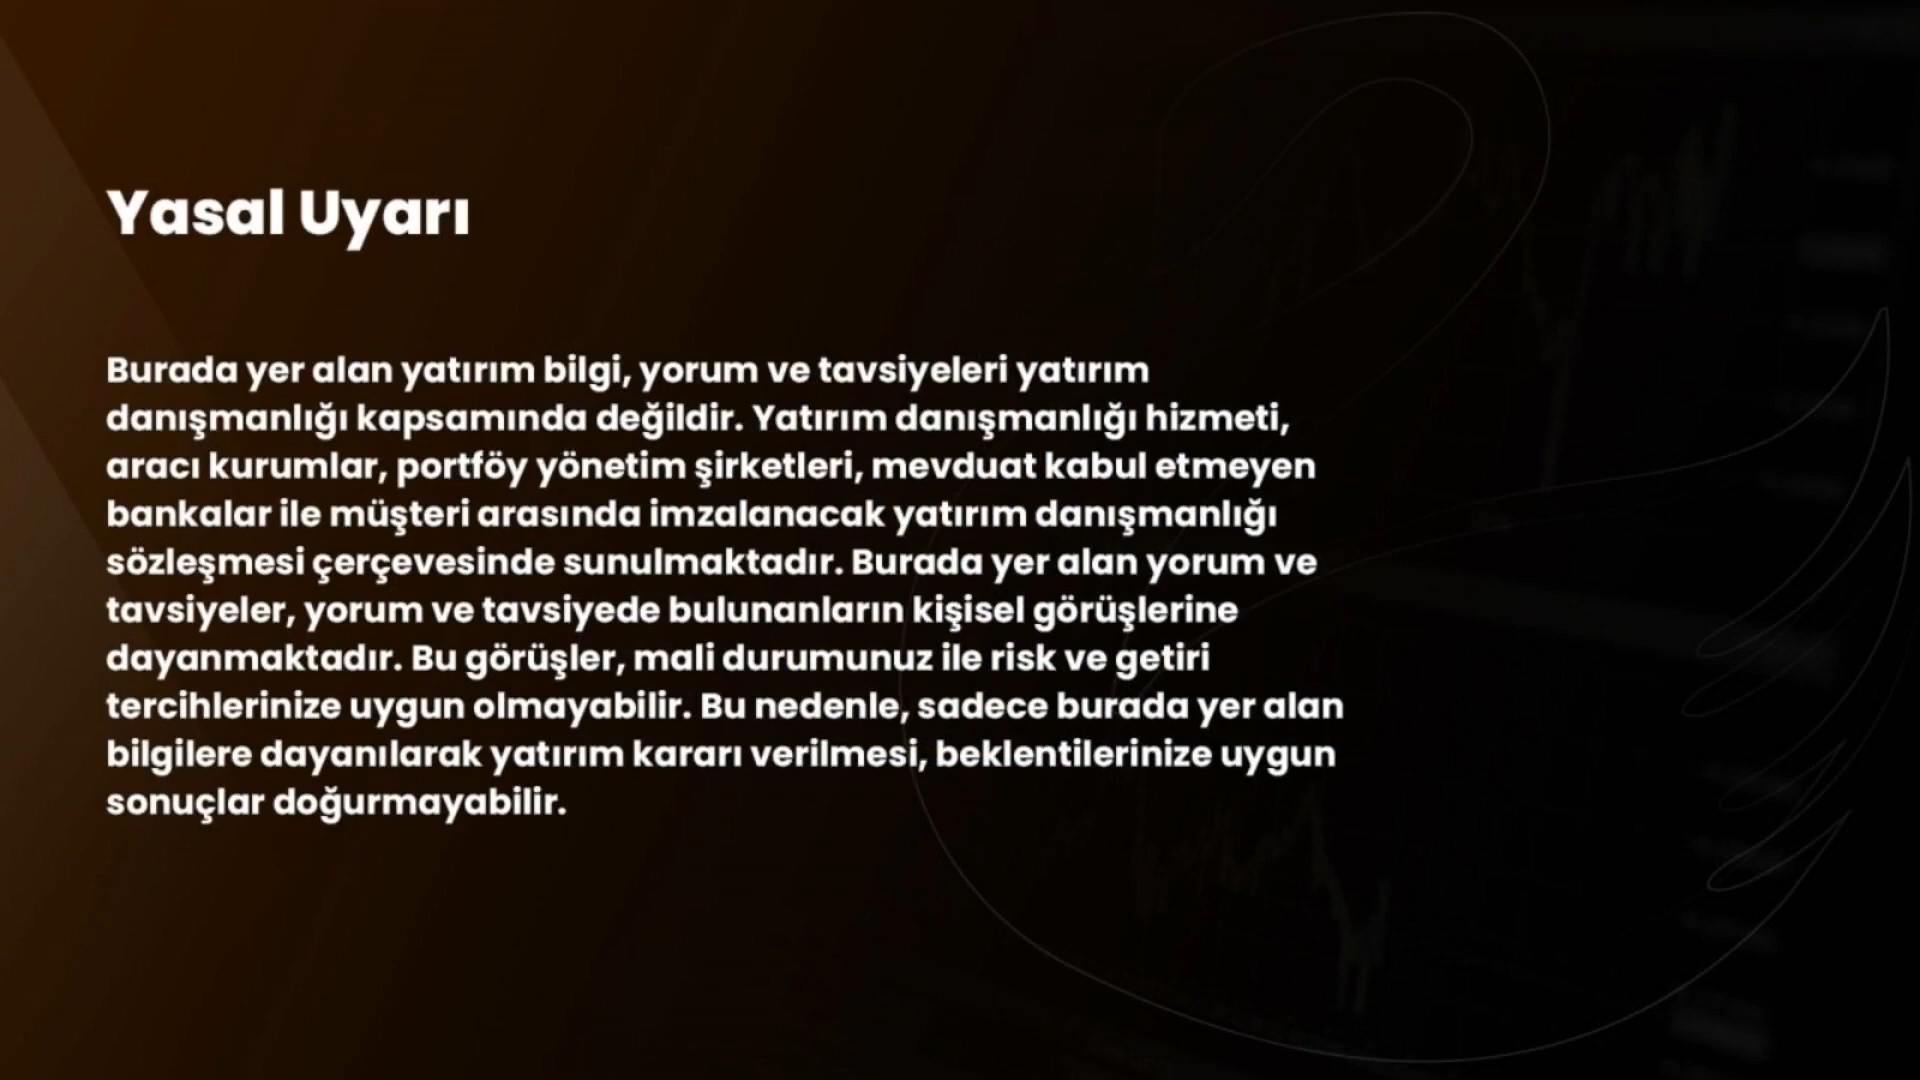 Yasal Uyarı
Burada yer alan yatırım bilgi, yorum ve tavsiyeleri yatırım
danışmanlığı kapsamında değildir. Yatırım danışmanlığı hizmeti,
aracı kurumlar, portföy yönetim şirketleri, mevduat kabul etmeyen
bankalar ile müşteri arasında imzalanacak yatırım danışmanlığı
sözleşmesi çerçevesinde sunulmaktadır. Burada yer alan yorum ve
tavsiyeler, yorum ve tavsiyede bulunanların kişisel görüşlerine
dayanmaktadır. Bu görüşler, mali durumunuz ile risk ve getiri
tercihlerinize uygun olmayabilir. Bu nedenle, sadece burada yer alan
bilgilere dayanılarak yatırım kararı verilmesi, beklentilerinize uygun
sonuçlar doğurmayabilir.